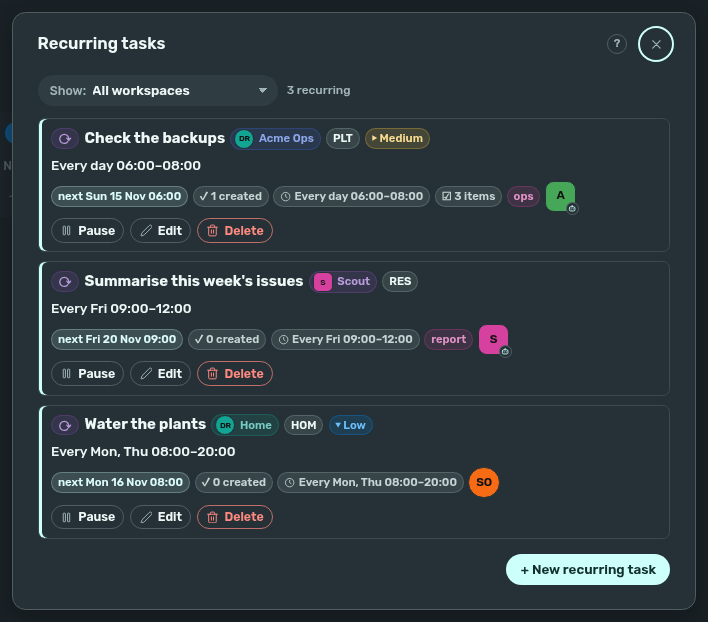 Recurring tasks ?
Show: All workspaces 3 recurring
Check the backups DR Acme Ops PLT Medium
Every day 06:00–08:00
next Sun 15 Nov 06:00 ✓ 1 created Every day 06:00–08:00 ☑ 3 items ops A
Pause Edit Delete
Summarise this week's issues S Scout RES
Every Fri 09:00–12:00
next Fri 20 Nov 09:00 ✓ 0 created Every Fri 09:00–12:00 report S
Pause Edit Delete
Water the plants DR Home HOM Low
Every Mon, Thu 08:00–20:00
next Mon 16 Nov 08:00 ✓ 0 created Every Mon, Thu 08:00–20:00 SO
Pause Edit Delete
+ New recurring task